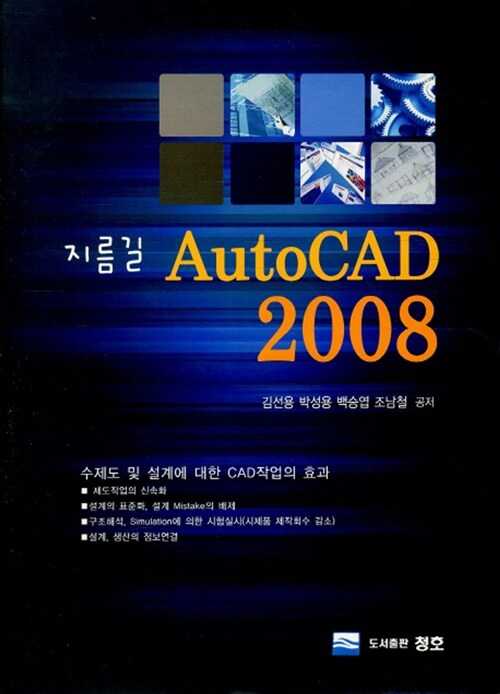 지름길 AutoCAD
2008
김선용 박성용 백승엽 조남철 공저
수제도 및 설계에 대한 CAD작업의 효과
■ 제도작업의 신속화
■설계의 표준화, 설계 Mistake의 배제
■구조해석, Simulation에 의한 시험실시(시제품 제작회수 감소)
■설계, 생산의 정보연결
도서출판 청호